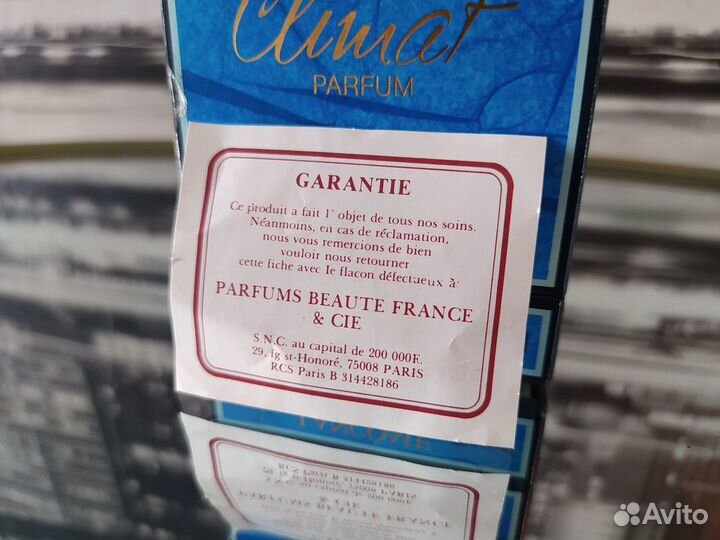 Climat
PARFUM
GARANTIE
Ce produit a fait l' objet de tous nos soins.
Néanmoins, en cas de réclamation,
nous vous remercions de bien
vouloir nous retourner
cette fiche avec le flacon défectueux à:
PARFUMS BEAUTE FRANCE
& CIE
S.N.C. au capital de 200 000F.
29, fg st-Honoré, 75008 PARIS
RCS Paris B 314428186
LANCOME
Avito